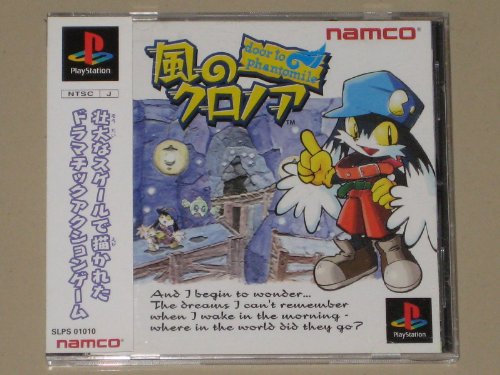 PlayStation
NTSC J
壮大なスケールで描かれた
ドラマチックアクションゲーム
SLPS 01010
namco
namco
風のクロノア
door to
phantomile
TM
And I begin to wonder...
The dreams I can't remember
when I wake in the morning -
where in the world did they go?
PlayStation